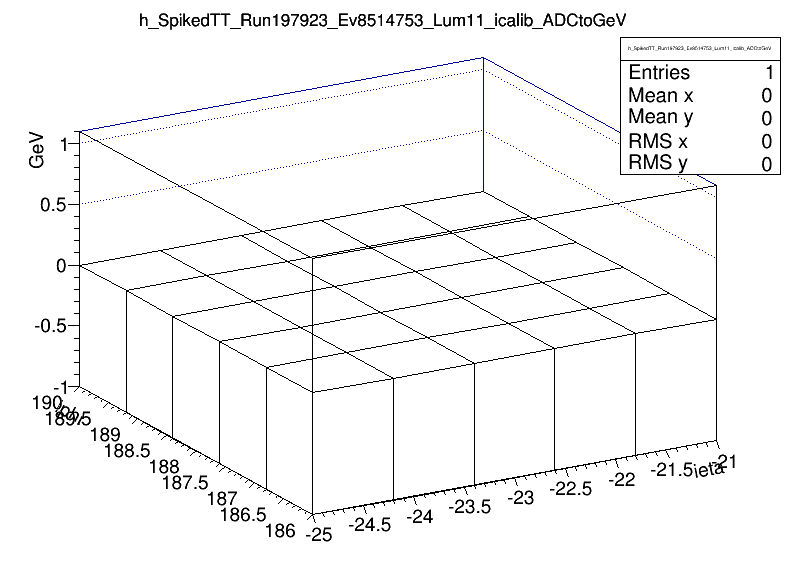 h_SpikedTT_Run197923_Ev8514753_Lum11_icalib_ADCtoGeV
h_SpikedTT_Run197923_Ev8514753_Lum11_icalib_ADCtoGeV
Entries 1
Mean x 0
Mean y 0
RMS x 0
RMS y 0
GeV
1
0.5
0
-0.5
-1
190
189.5
iphi
189
188.5
188
187.5
187
186.5
186
-25
-24.5
-24
-23.5
-23
-22.5
-22
-21.5
-21
ieta